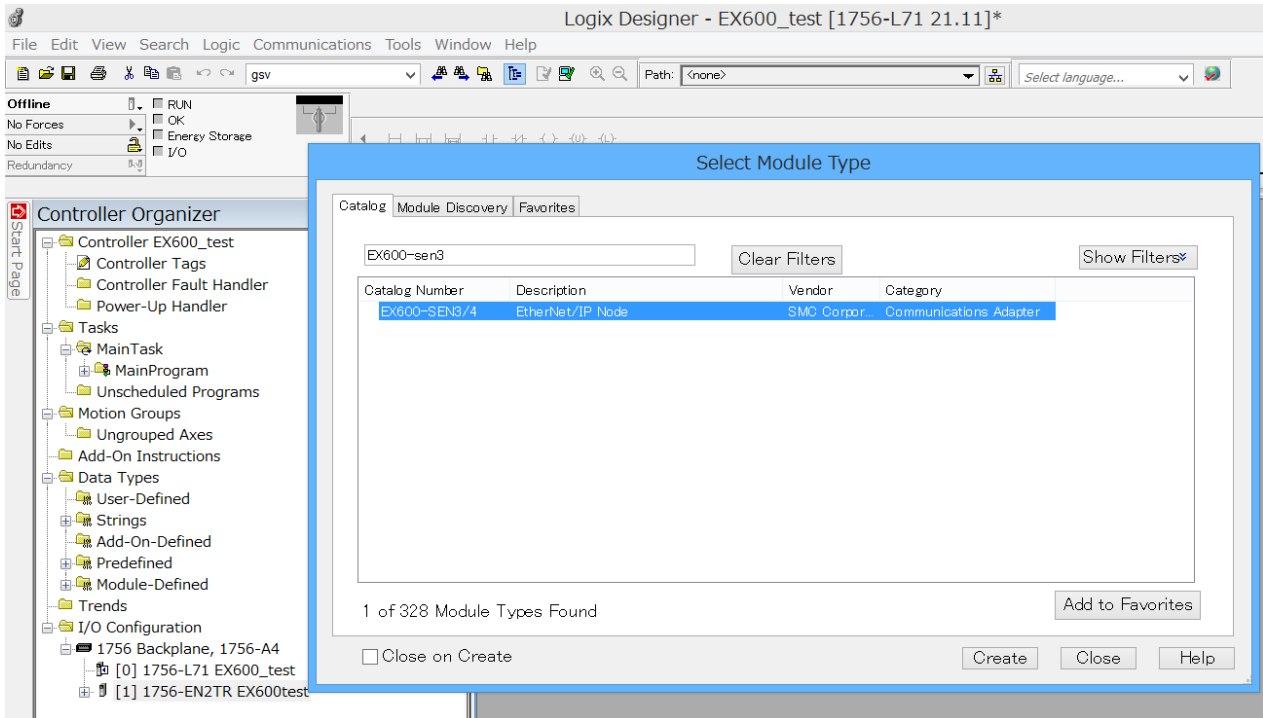 Logix Designer - EX600_test [1756-L71 21.11]*
File Edit View Search Logic Communications Tools Window Help
gsv
Path: <none>
Select language...
Offline
RUN
No Forces
OK
No Edits
Energy Storage
Redundancy
I/O
Start Page
Controller Organizer
Controller EX600_test
Controller Tags
Controller Fault Handler
Power-Up Handler
Tasks
MainTask
MainProgram
Unscheduled Programs
Motion Groups
Ungrouped Axes
Add-On Instructions
Data Types
User-Defined
Strings
Add-On-Defined
Predefined
Module-Defined
Trends
I/O Configuration
1756 Backplane, 1756-A4
[0] 1756-L71 EX600_test
[1] 1756-EN2TR EX600test
Select Module Type
Catalog Module Discovery Favorites
EX600-sen3
Clear Filters
Show Filters
Catalog Number Description Vendor Category
EX600-SEN3/4 EtherNet/IP Node SMC Corpor... Communications Adapter
1 of 328 Module Types Found
Add to Favorites
Close on Create
Create Close Help